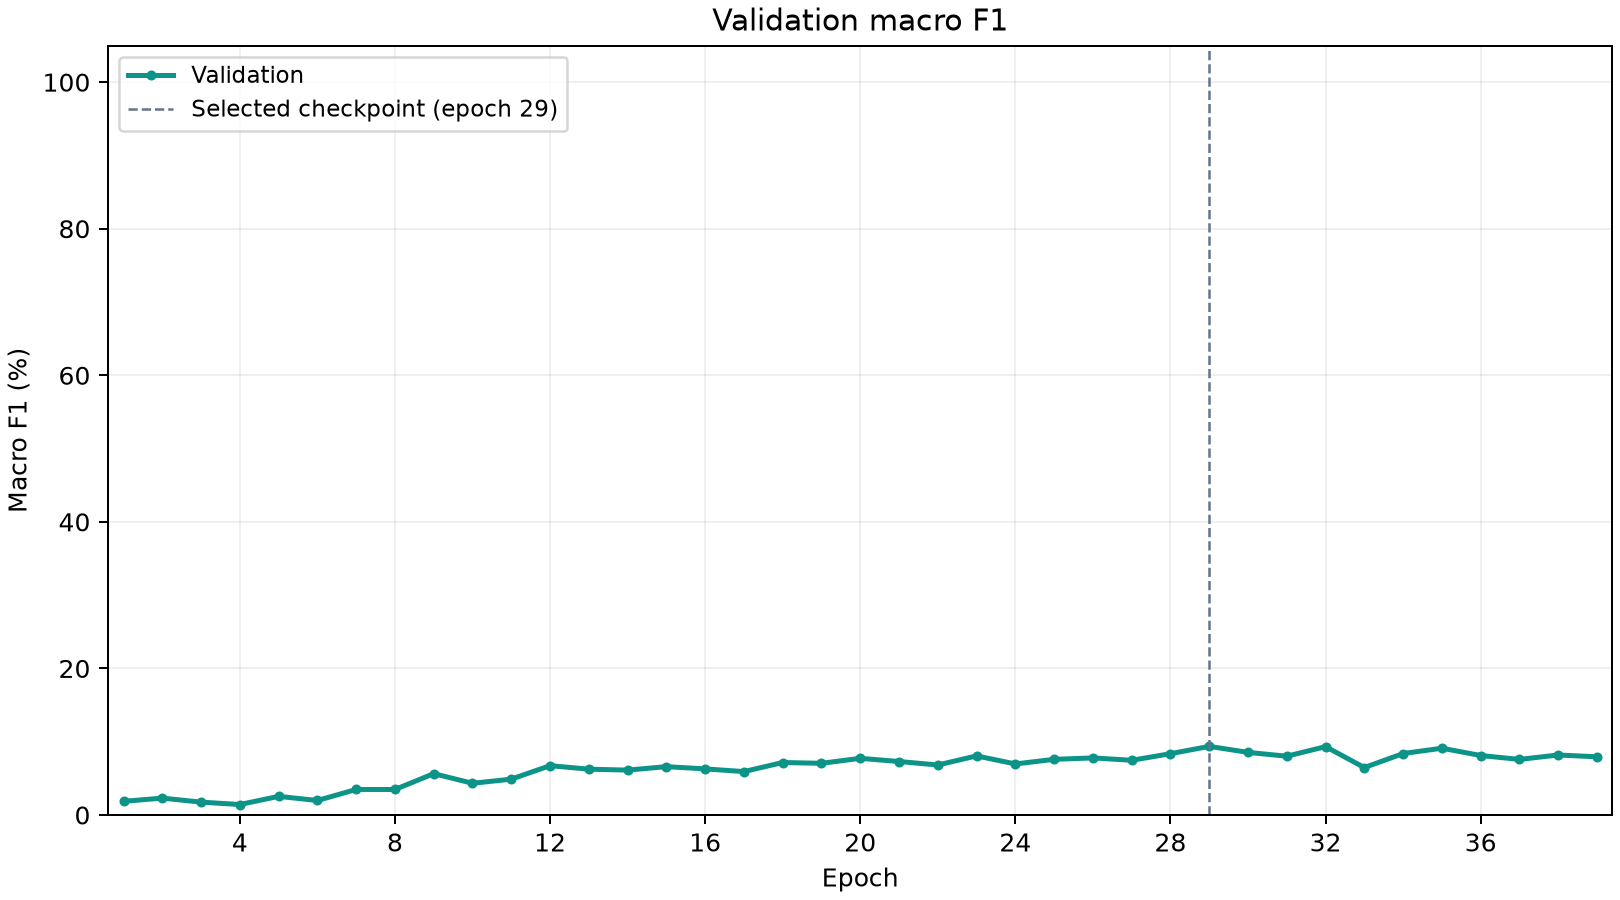 Validation macro F1
Validation
Selected checkpoint (epoch 29)
100
80
60
40
20
0
Macro F1 (%)
4 8 12 16 20 24 28 32 36
Epoch